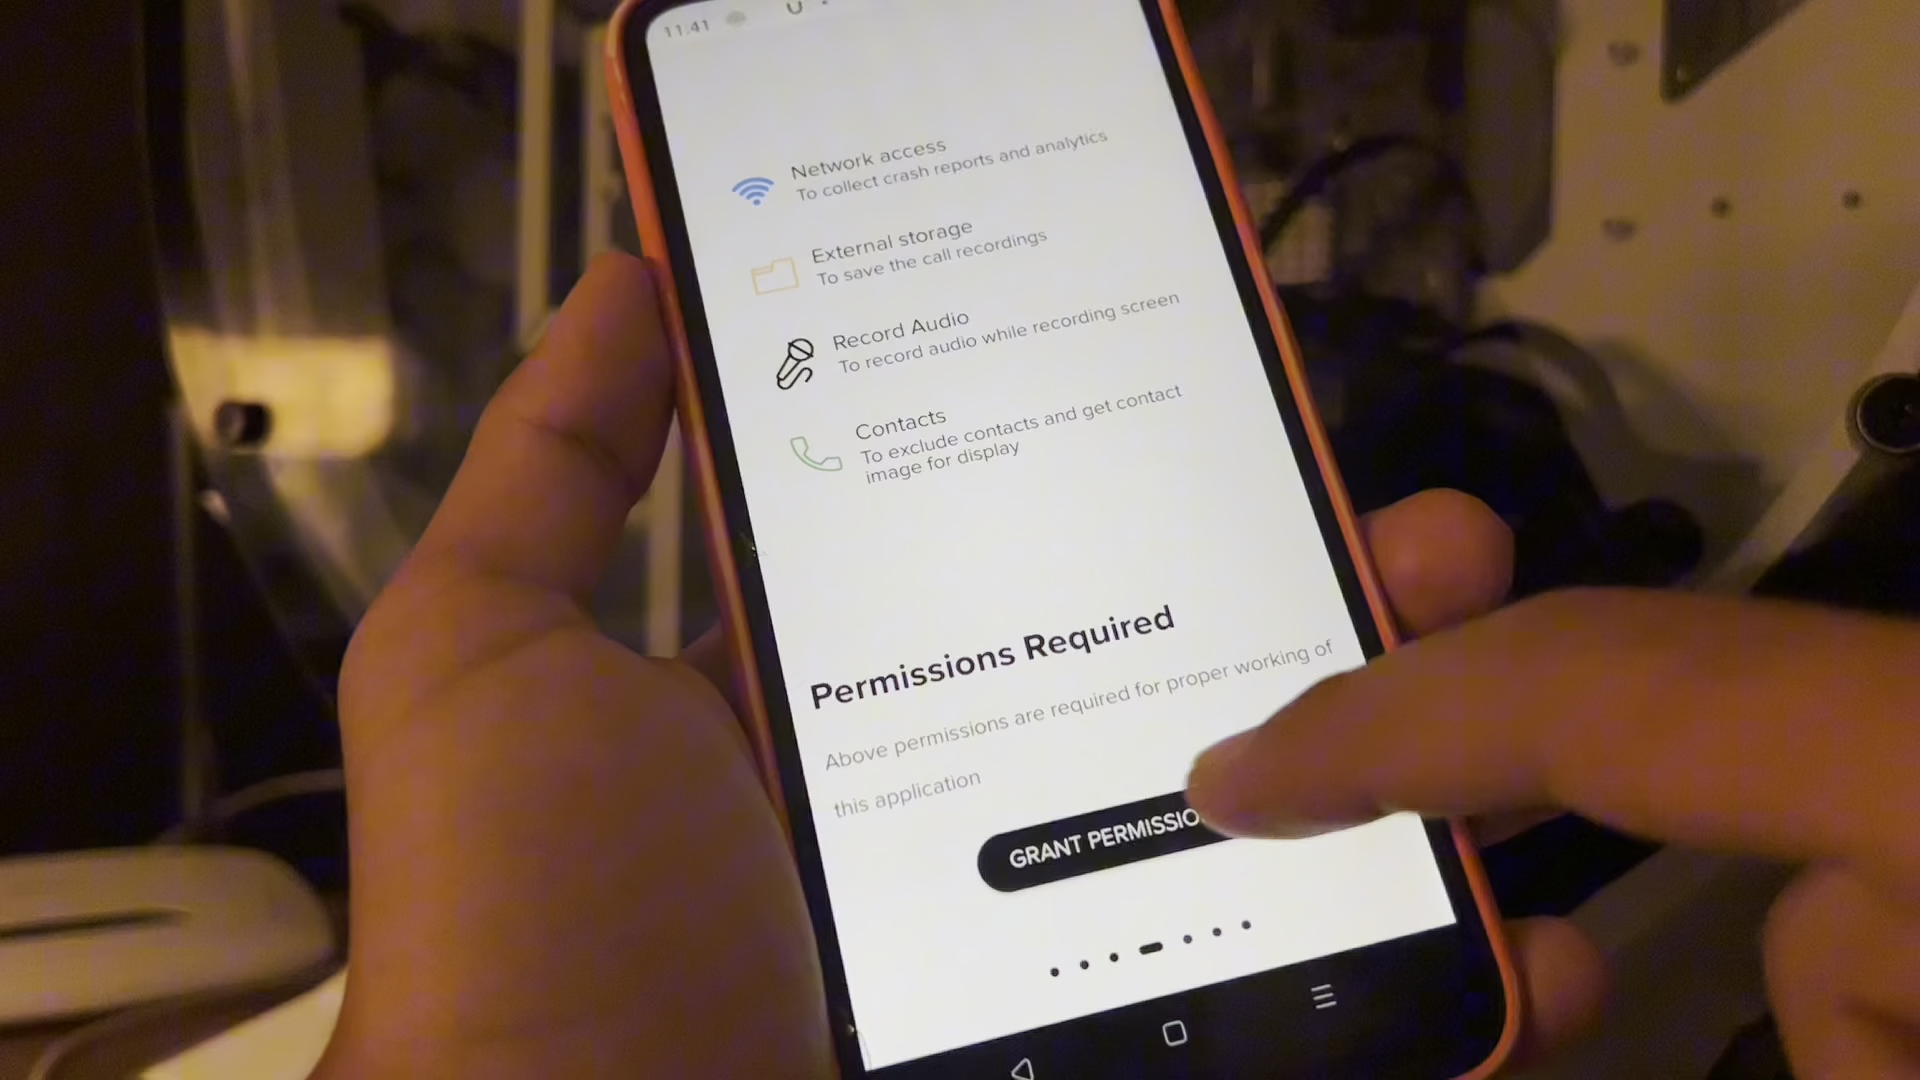 11:41
Network access
To collect crash reports and analytics
External storage
To save the call recordings
Record Audio
To record audio while recording screen
Contacts
To exclude contacts and get contact
image for display
Permissions Required
Above permissions are required for proper working of
this application
GRANT PERMISSIO